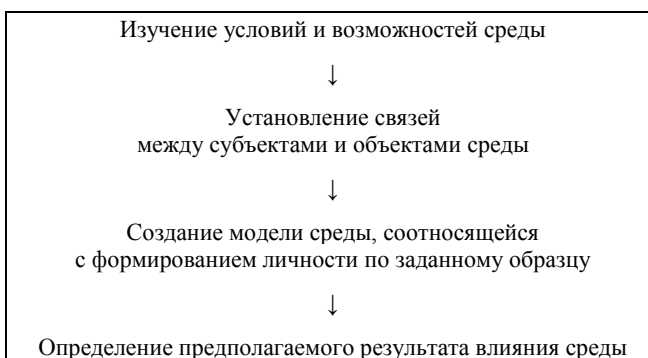 Изучение условий и возможностей среды
↓
Установление связей
между субъектами и объектами среды
↓
Создание модели среды, соотносящейся
с формированием личности по заданному образцу
↓
Определение предполагаемого результата влияния среды